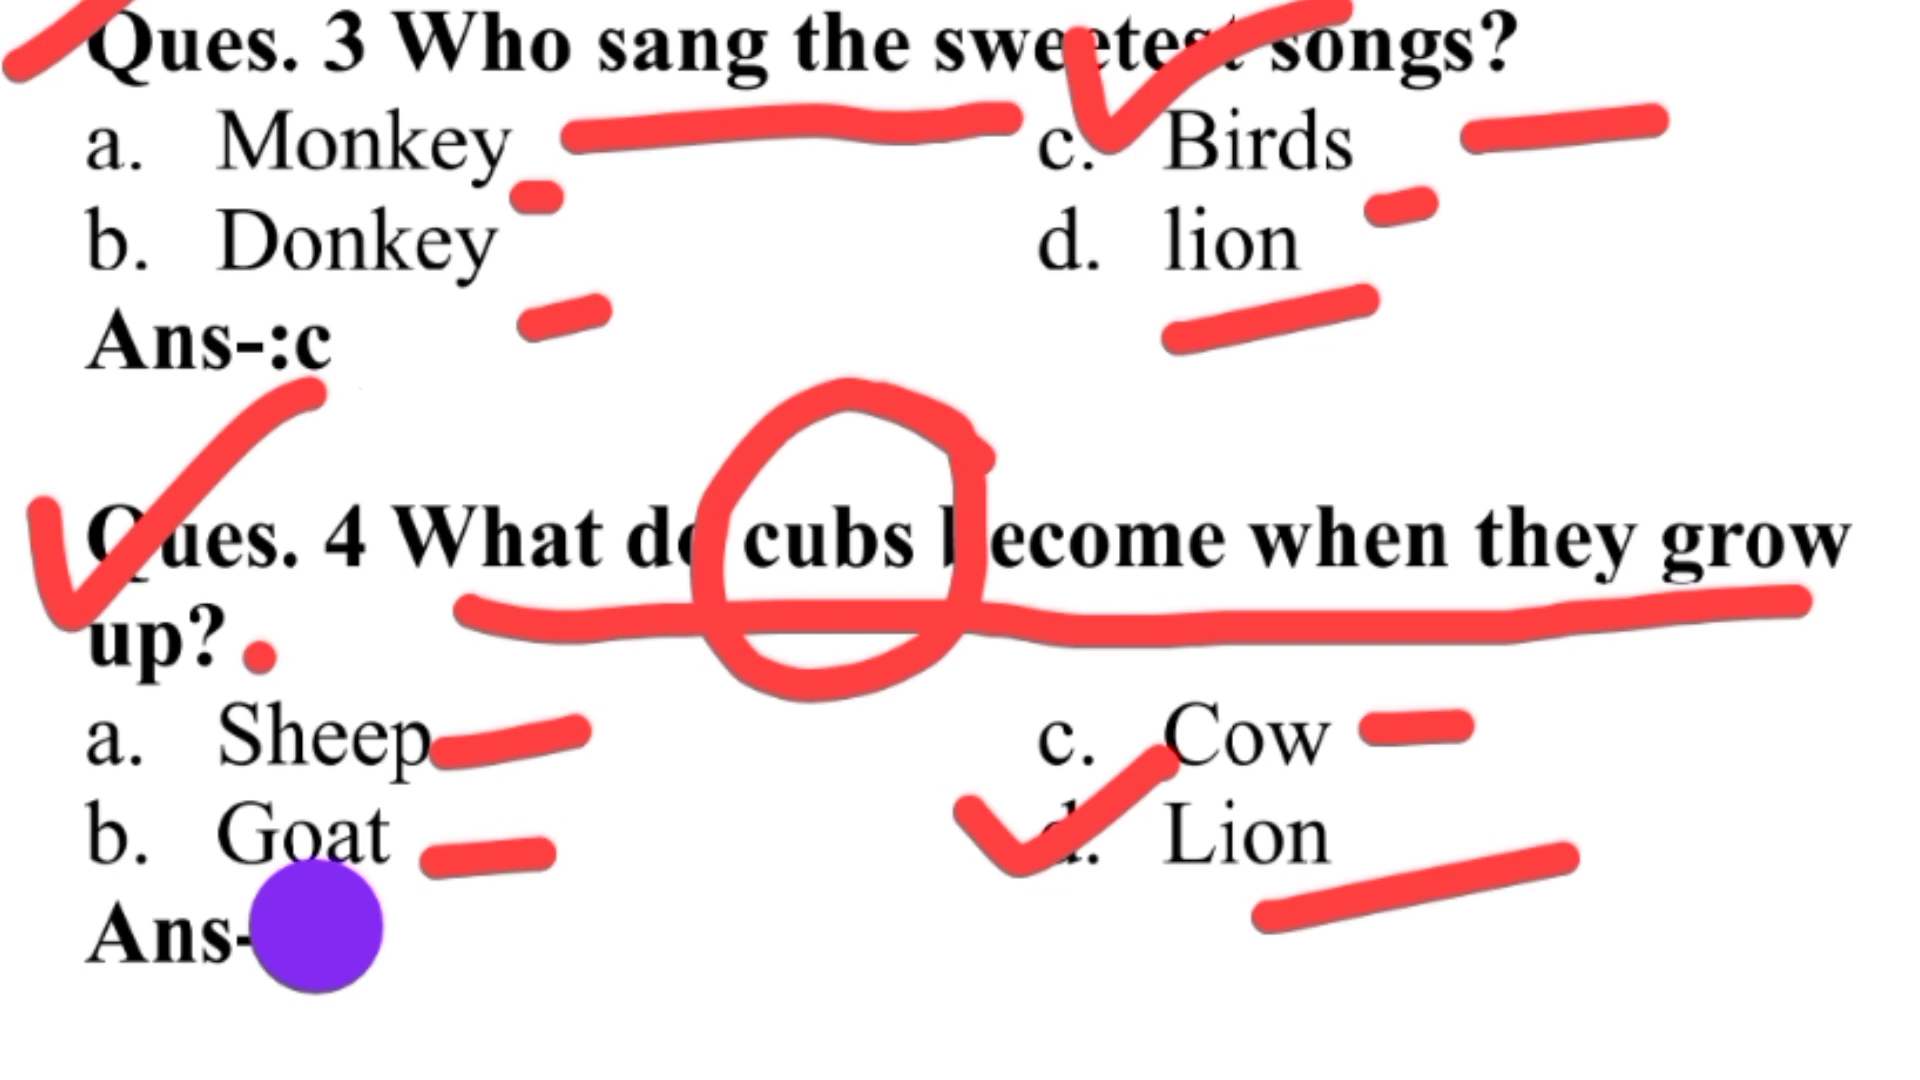 Ques. 3 Who sang the sweetest songs?
a. Monkey c. Birds
b. Donkey d. lion
Ans-:c
Ques. 4 What do cubs become when they grow
up?
a. Sheep c. Cow
b. Goat d. Lion
Ans-